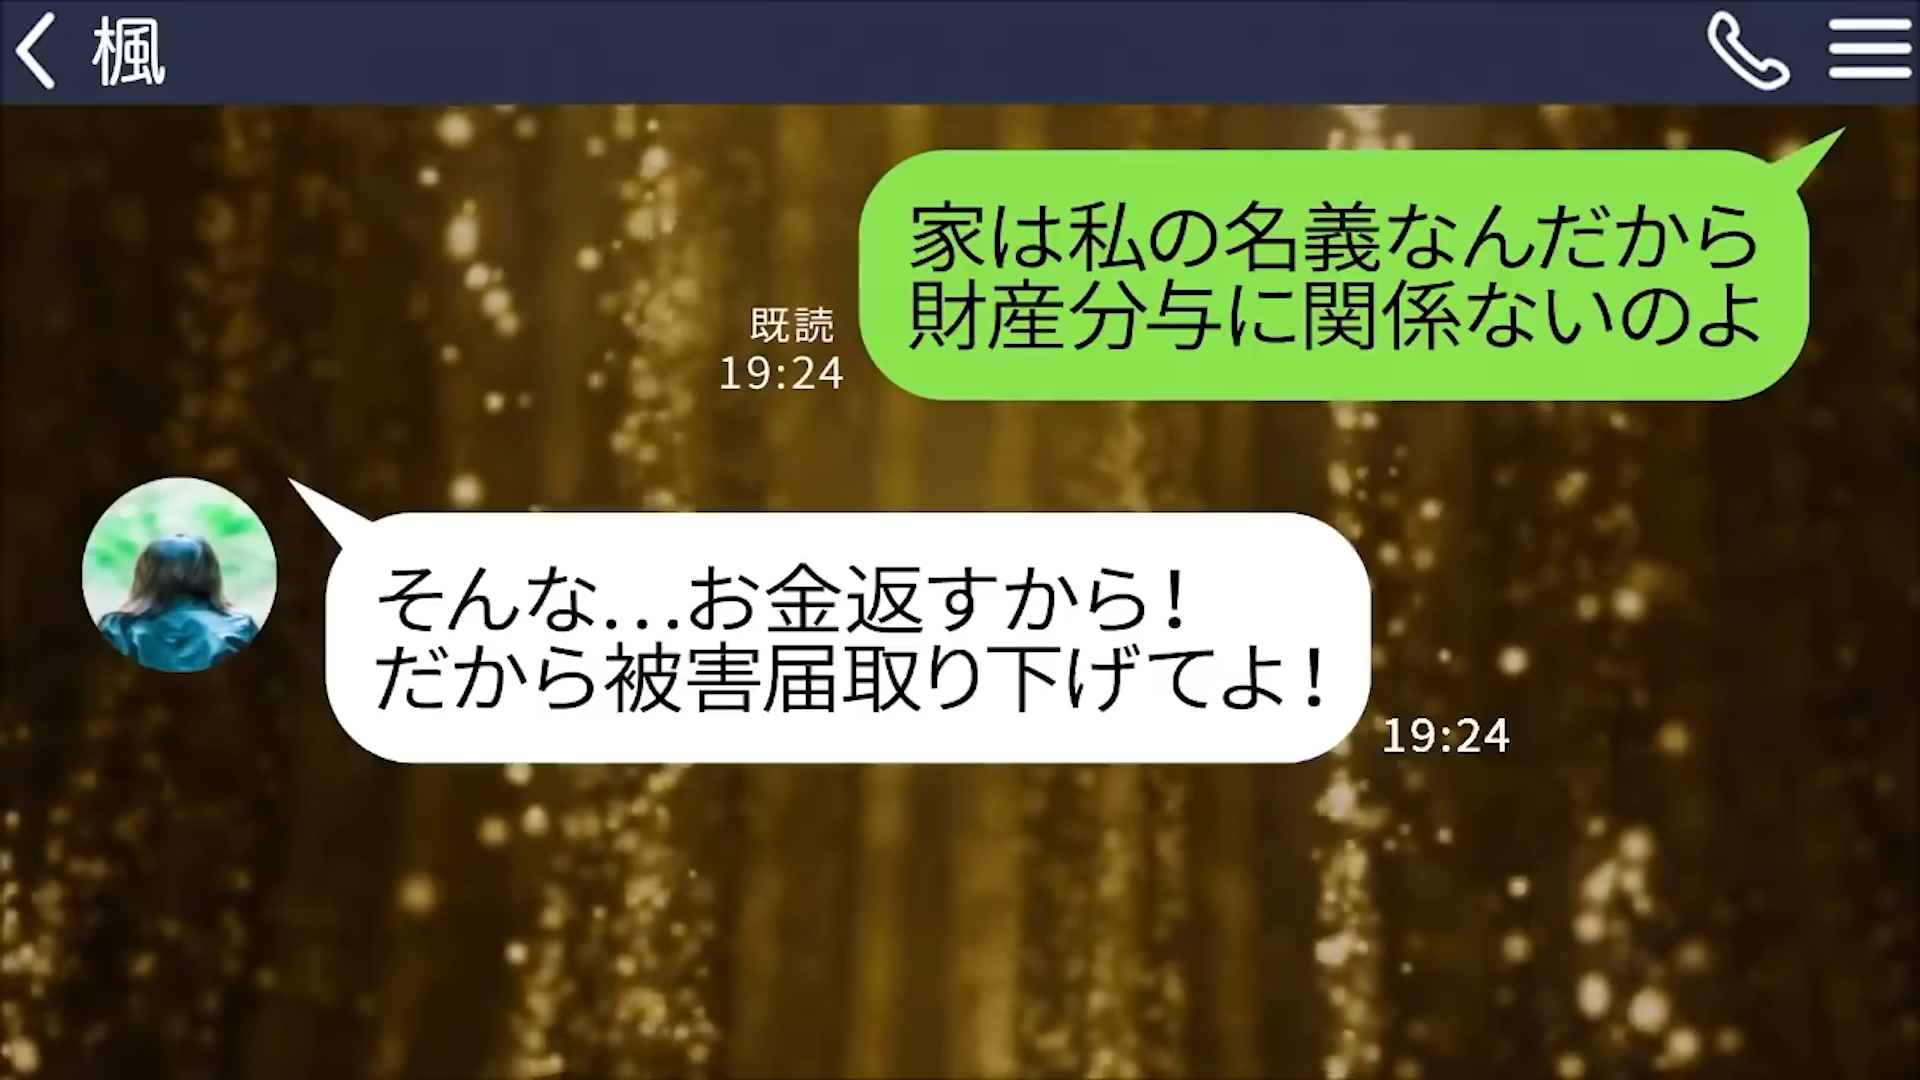 楓
家は私の名義なんだから
財産分与に関係ないのよ
既読
19:24
そんな…お金返すから!
だから被害届取り下げてよ!
19:24